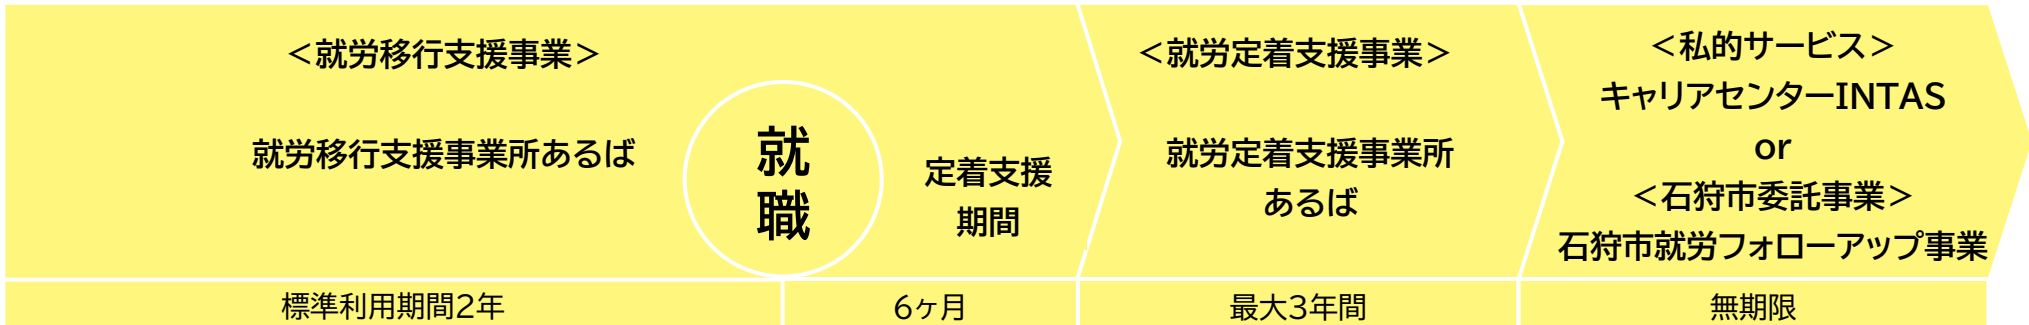 ＜就労移行支援事業＞
就労移行支援事業所あるば
就
職
定着支援
期間
＜就労定着支援事業＞
就労定着支援事業所
あるば
＜私的サービス＞
キャリアセンターINTAS
or
＜石狩市委託事業＞
石狩市就労フォローアップ事業
標準利用期間2年
6ヶ月
最大3年間
無期限